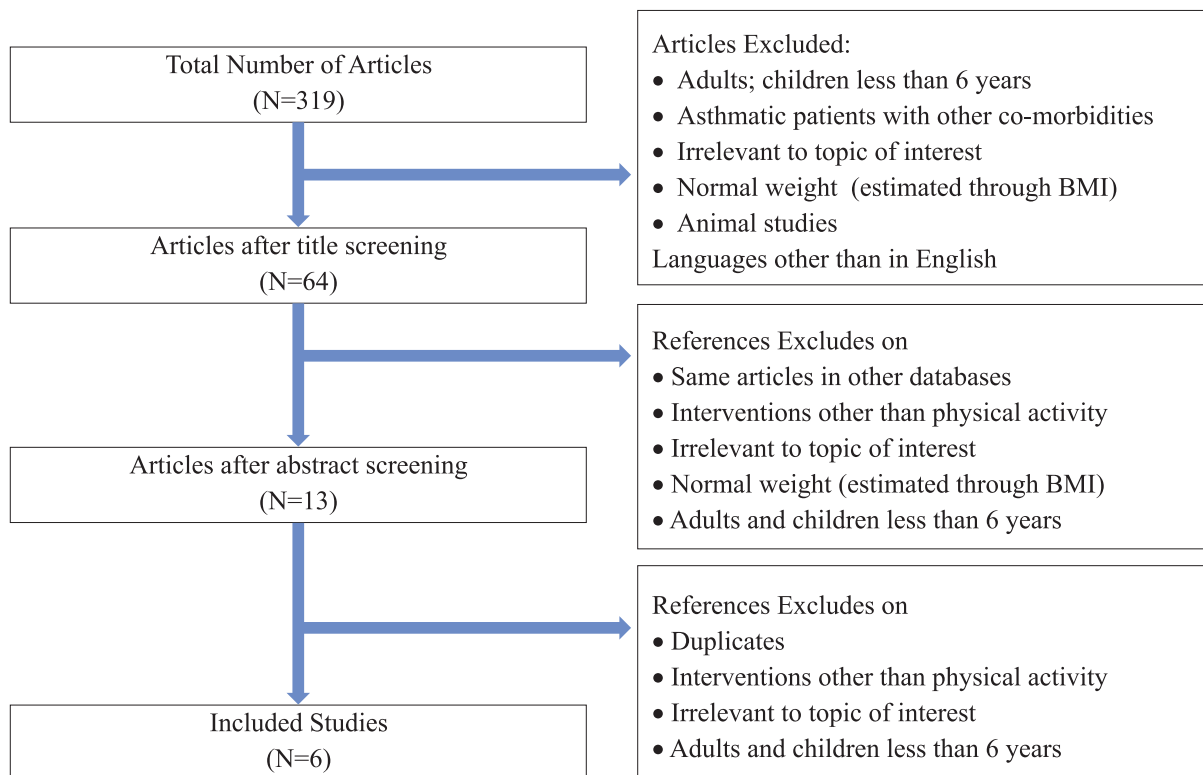 Total Number of Articles
(N=319)
Articles Excluded:
• Adults; children less than 6 years
• Asthmatic patients with other co-morbidities
• Irrelevant to topic of interest
• Normal weight (estimated through BMI)
• Animal studies
Languages other than in English
Articles after title screening
(N=64)
References Excludes on
• Same articles in other databases
• Interventions other than physical activity
• Irrelevant to topic of interest
• Normal weight (estimated through BMI)
• Adults and children less than 6 years
Articles after abstract screening
(N=13)
References Excludes on
• Duplicates
• Interventions other than physical activity
• Irrelevant to topic of interest
• Adults and children less than 6 years
Included Studies
(N=6)